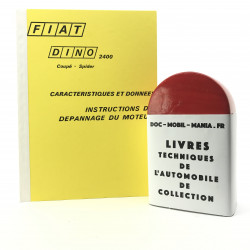 FIAT
DINO 2400
Coupé - Spider
CARACTERISTIQUES ET DONNEE
INSTRUCTIONS D
DEPANNAGE DU MOTEU
DOC-MOBIL-MANIA.FR
LIVRES
TECHNIQUES
DE
L'AUTOMOBILE
DE
COLLECTION